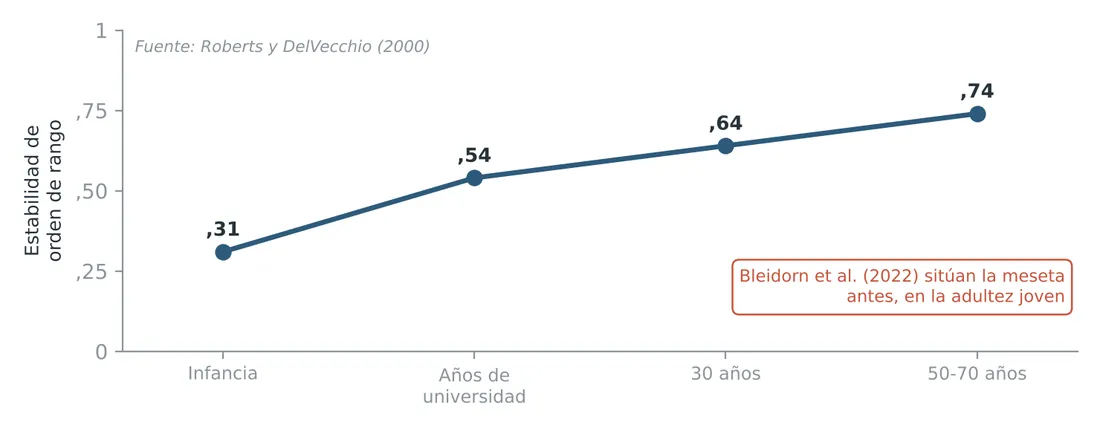 1
Fuente: Roberts y DelVecchio (2000)
,75
,50
,25
0
Estabilidad de
orden de rango
,31
,54
,64
,74
Bleidorn et al. (2022) sitúan la meseta
antes, en la adultez joven
Infancia
Años de
universidad
30 años
50-70 años